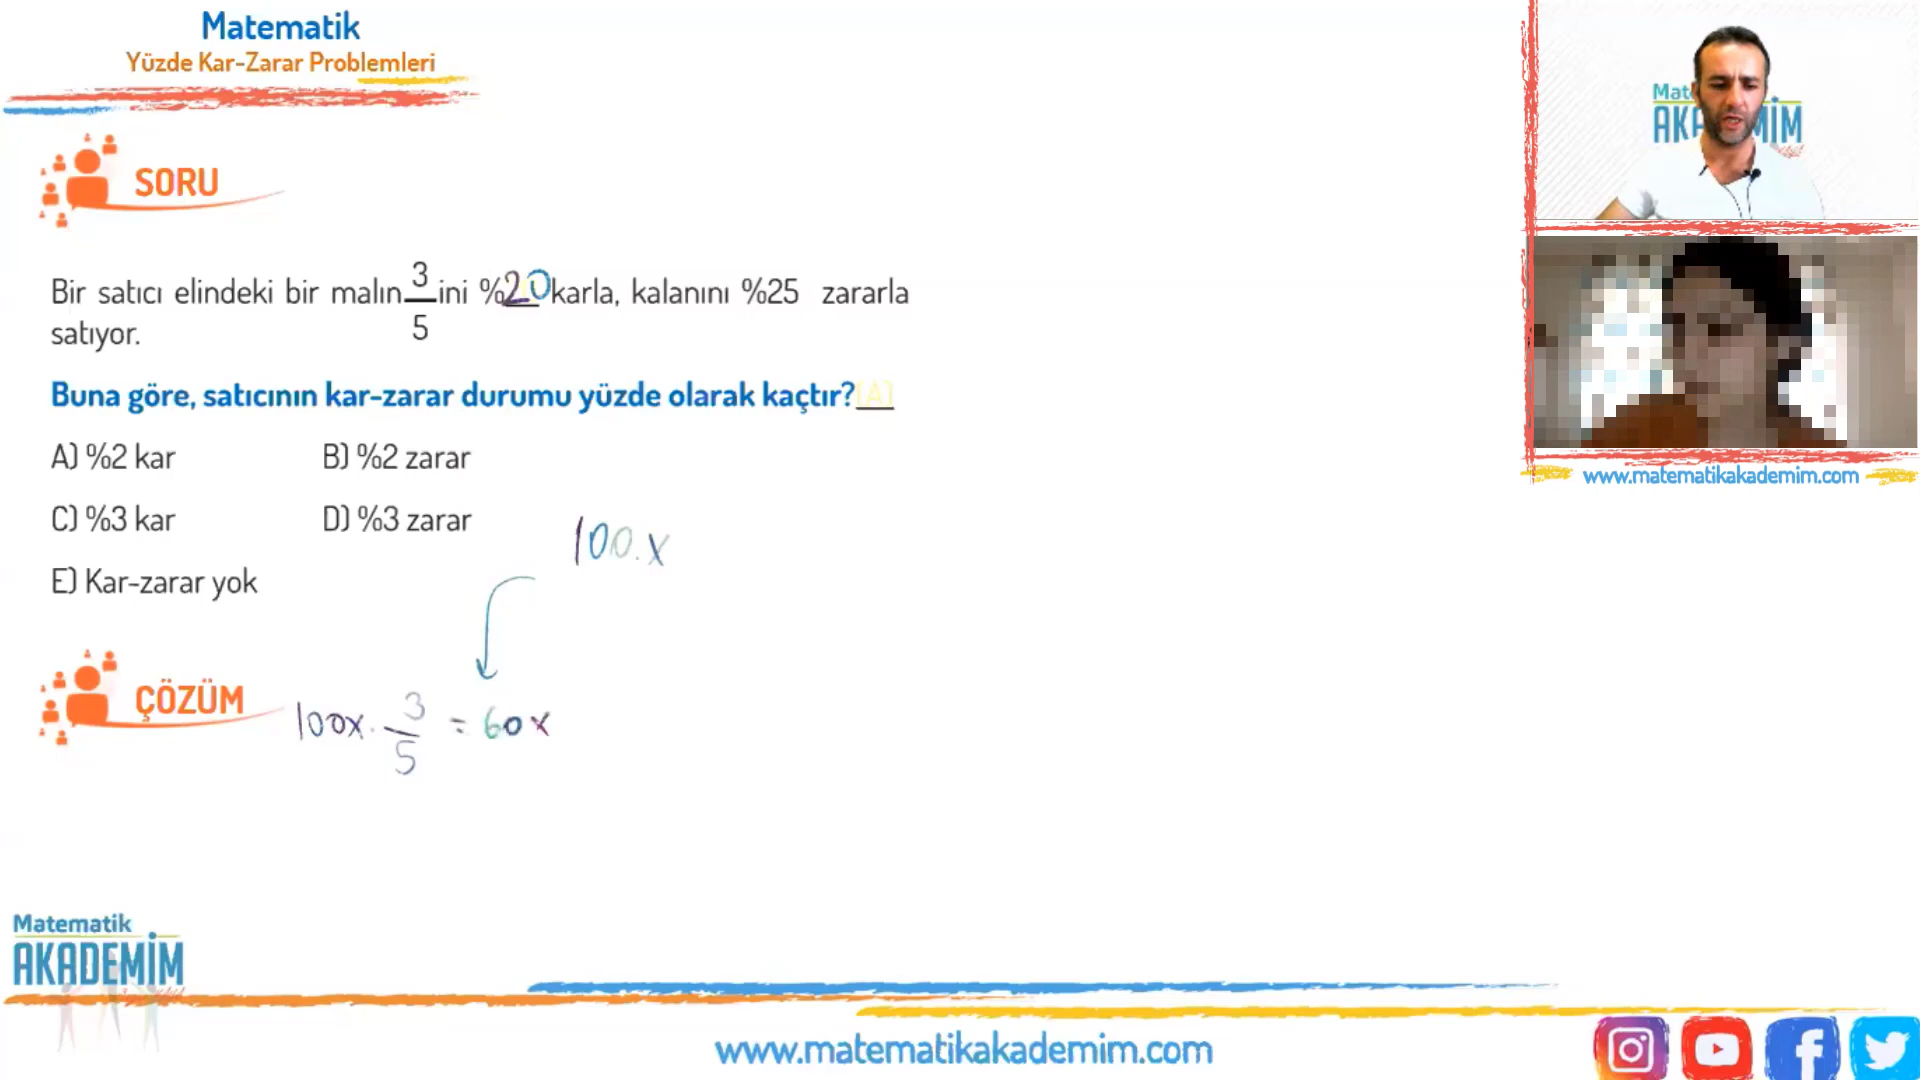 Matematik
Yüzde Kar-Zarar Problemleri
SORU
Bir satıcı elindeki bir malın 3/5 ini %20 karla, kalanını %25 zararla
satıyor.
Buna göre, satıcının kar-zarar durumu yüzde olarak kaçtır? [A]
A) %2 kar B) %2 zarar
C) %3 kar D) %3 zarar
100.x
E) Kar-zarar yok
ÇÖZÜM
100x . 3/5 = 60x
Matematik
AKADEMİM
www.matematikakademim.com
Mat
AKADEMİM
www.matematikakademim.com